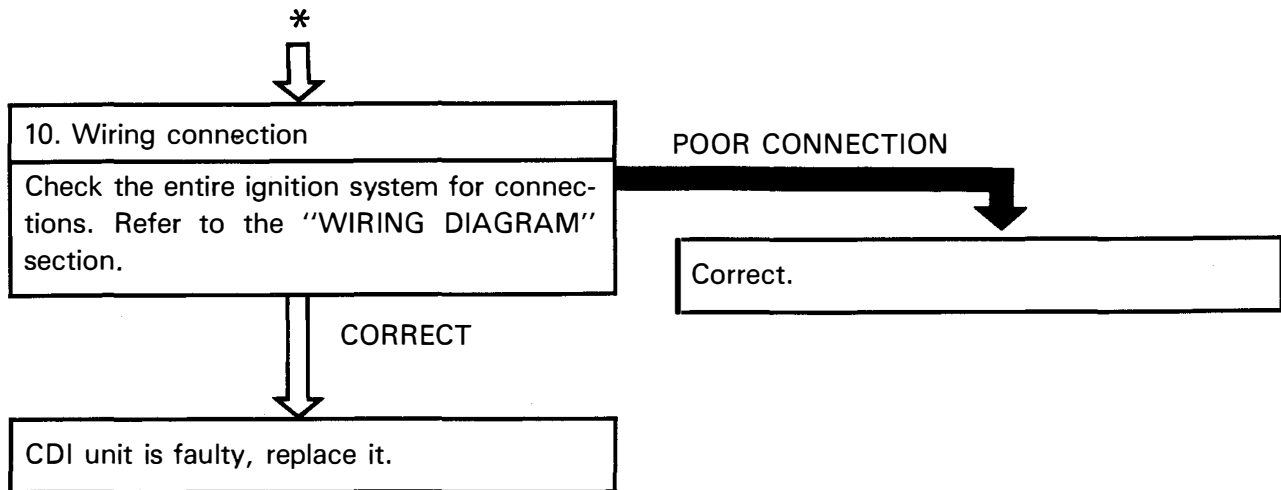 *
10. Wiring connection
Check the entire ignition system for connec-
tions. Refer to the ‘‘WIRING DIAGRAM’’
section.
POOR CONNECTION
Correct.
CORRECT
CDI unit is faulty, replace it.